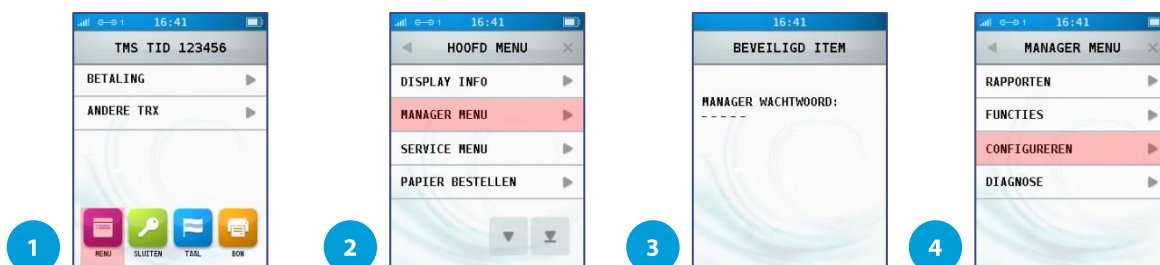 16:41
TMS TID 123456
BETALING
ANDERE TRX
MENU SLUITEN TAAL BON
1
16:41
HOOFD MENU
DISPLAY INFO
MANAGER MENU
SERVICE MENU
PAPIER BESTELLEN
2
16:41
BEVEILIGD ITEM
MANAGER WACHTWOORD:
- - - - -
3
16:41
MANAGER MENU
RAPPORTEN
FUNCTIES
CONFIGUREREN
DIAGNOSE
4